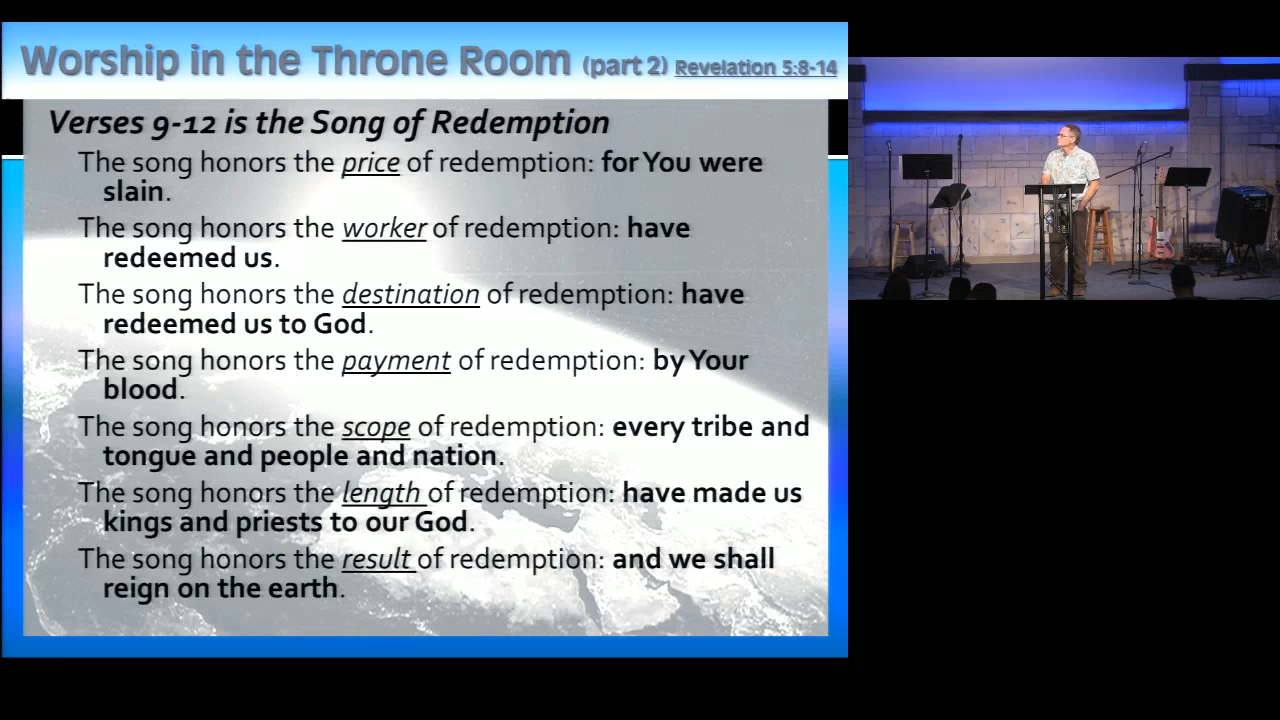 Worship in the Throne Room (part 2) Revelation 5:8-14
Verses 9-12 is the Song of Redemption
The song honors the price of redemption: for You were
slain.
The song honors the worker of redemption: have
redeemed us.
The song honors the destination of redemption: have
redeemed us to God.
The song honors the payment of redemption: by Your
blood.
The song honors the scope of redemption: every tribe and
tongue and people and nation.
The song honors the length of redemption: have made us
kings and priests to our God.
The song honors the result of redemption: and we shall
reign on the earth.